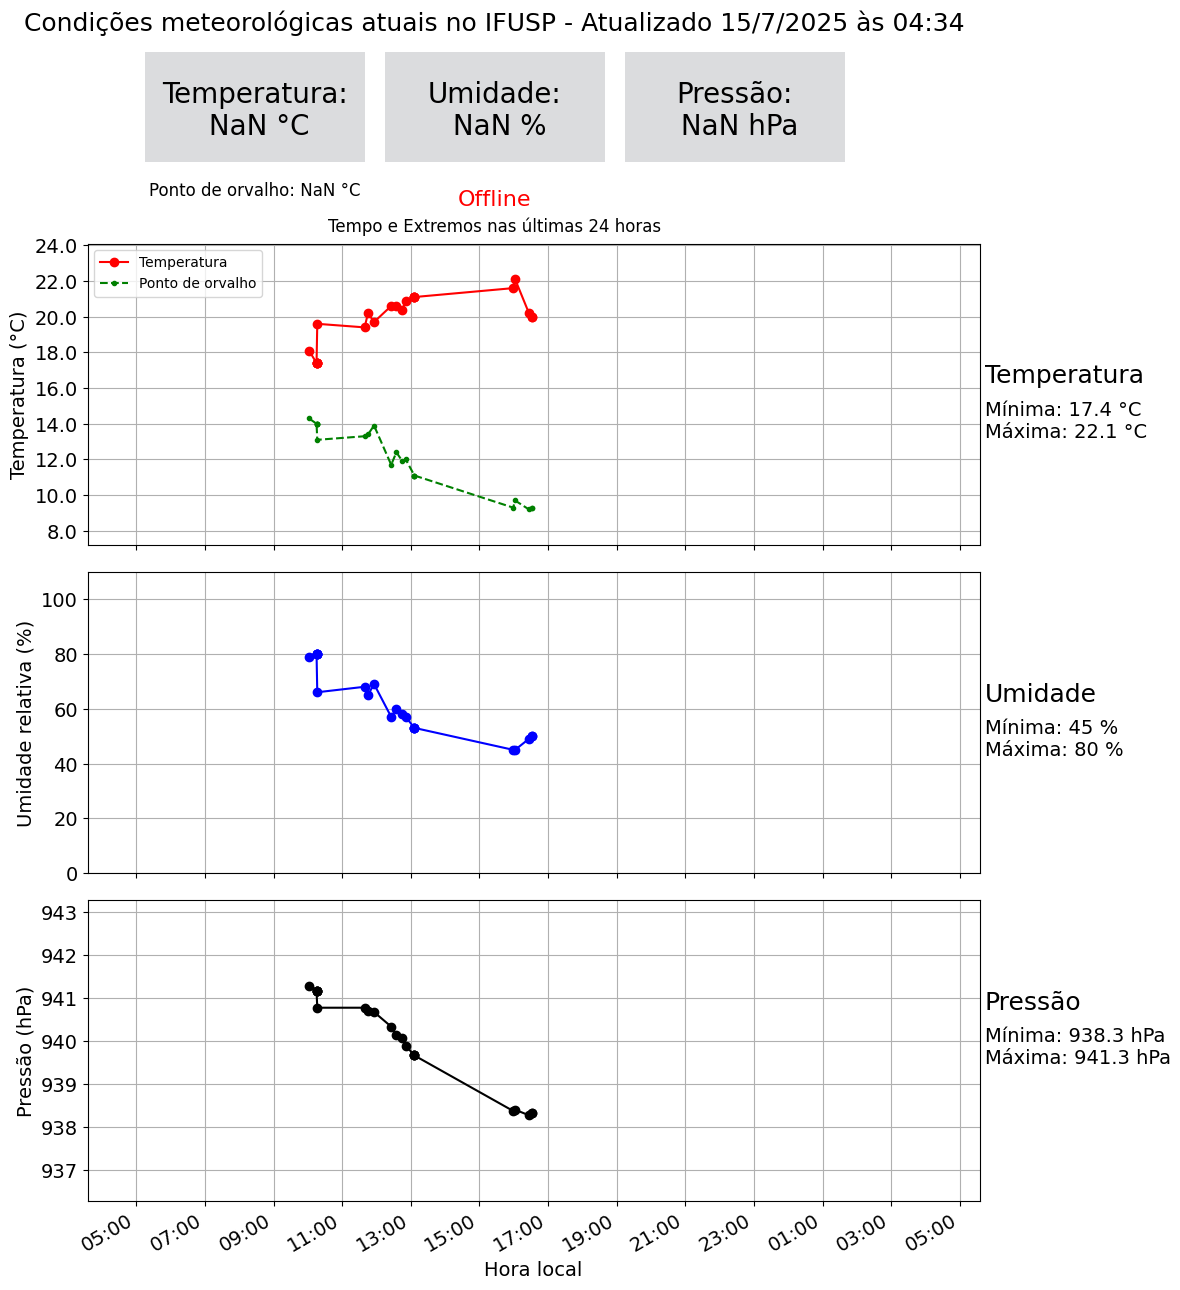 Condições meteorológicas atuais no IFUSP - Atualizado 15/7/2025 às 04:34
Temperatura:
NaN °C
Umidade:
NaN %
Pressão:
NaN hPa
Ponto de orvalho: NaN °C
Offline
Tempo e Extremos nas últimas 24 horas
24.0
22.0
20.0
18.0
16.0
14.0
12.0
10.0
8.0
Temperatura (°C)
Temperatura
Ponto de orvalho
Temperatura
Mínima: 17.4 °C
Máxima: 22.1 °C
100
80
60
40
20
0
Umidade relativa (%)
Umidade
Mínima: 45 %
Máxima: 80 %
943
942
941
940
939
938
937
Pressão (hPa)
Pressão
Mínima: 938.3 hPa
Máxima: 941.3 hPa
05:00
07:00
09:00
11:00
13:00
15:00
17:00
19:00
21:00
23:00
01:00
03:00
05:00
Hora local